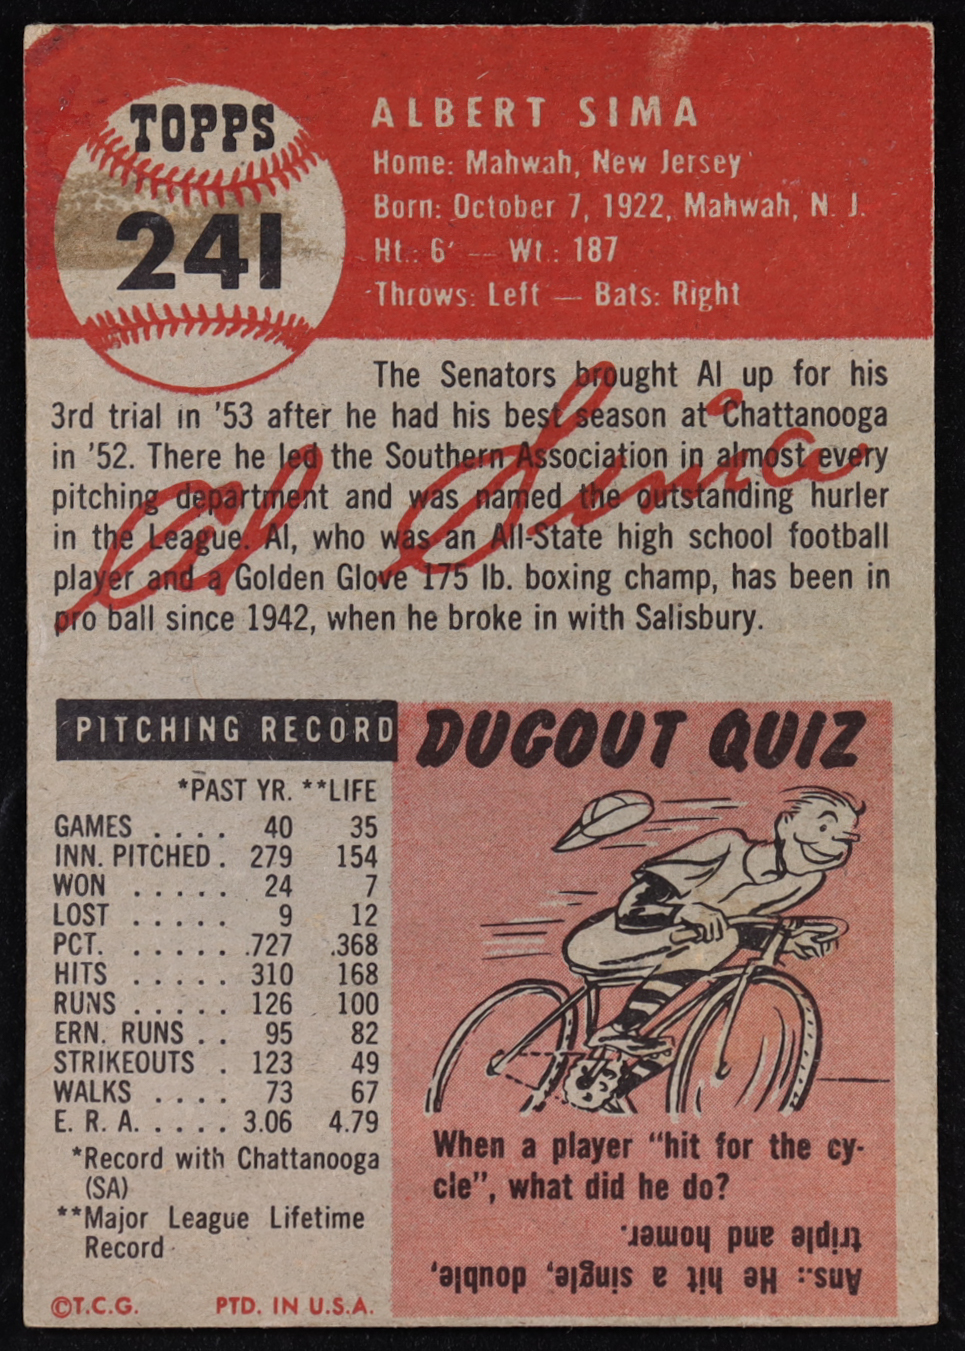 TOPPS
241
ALBERT SIMA
Home: Mahwah, New Jersey
Born: October 7, 1922, Mahwah, N. J.
Ht.: 6' — Wt.: 187
Throws: Left — Bats: Right
The Senators brought Al up for his
3rd trial in '53 after he had his best season at Chattanooga
in '52. There he led the Southern Association in almost every
pitching department and was named the outstanding hurler
in the League. Al, who was an All-State high school football
player and a Golden Glove 175 lb. boxing champ, has been in
pro ball since 1942, when he broke in with Salisbury.
Al Sima
PITCHING RECORD
*PAST YR. **LIFE
GAMES . . . . 40 35
INN. PITCHED . 279 154
WON . . . . . 24 7
LOST . . . . . 9 12
PCT. . . . . . .727 .368
HITS . . . . . 310 168
RUNS . . . . . 126 100
ERN. RUNS . . 95 82
STRIKEOUTS . 123 49
WALKS . . . . 73 67
E. R. A. . . . . 3.06 4.79
*Record with Chattanooga
(SA)
**Major League Lifetime
Record
©T.C.G. PTD. IN U.S.A.
DUGOUT QUIZ
When a player "hit for the cy-
cle", what did he do?
Ans.: He hit a single, double,
triple and homer.